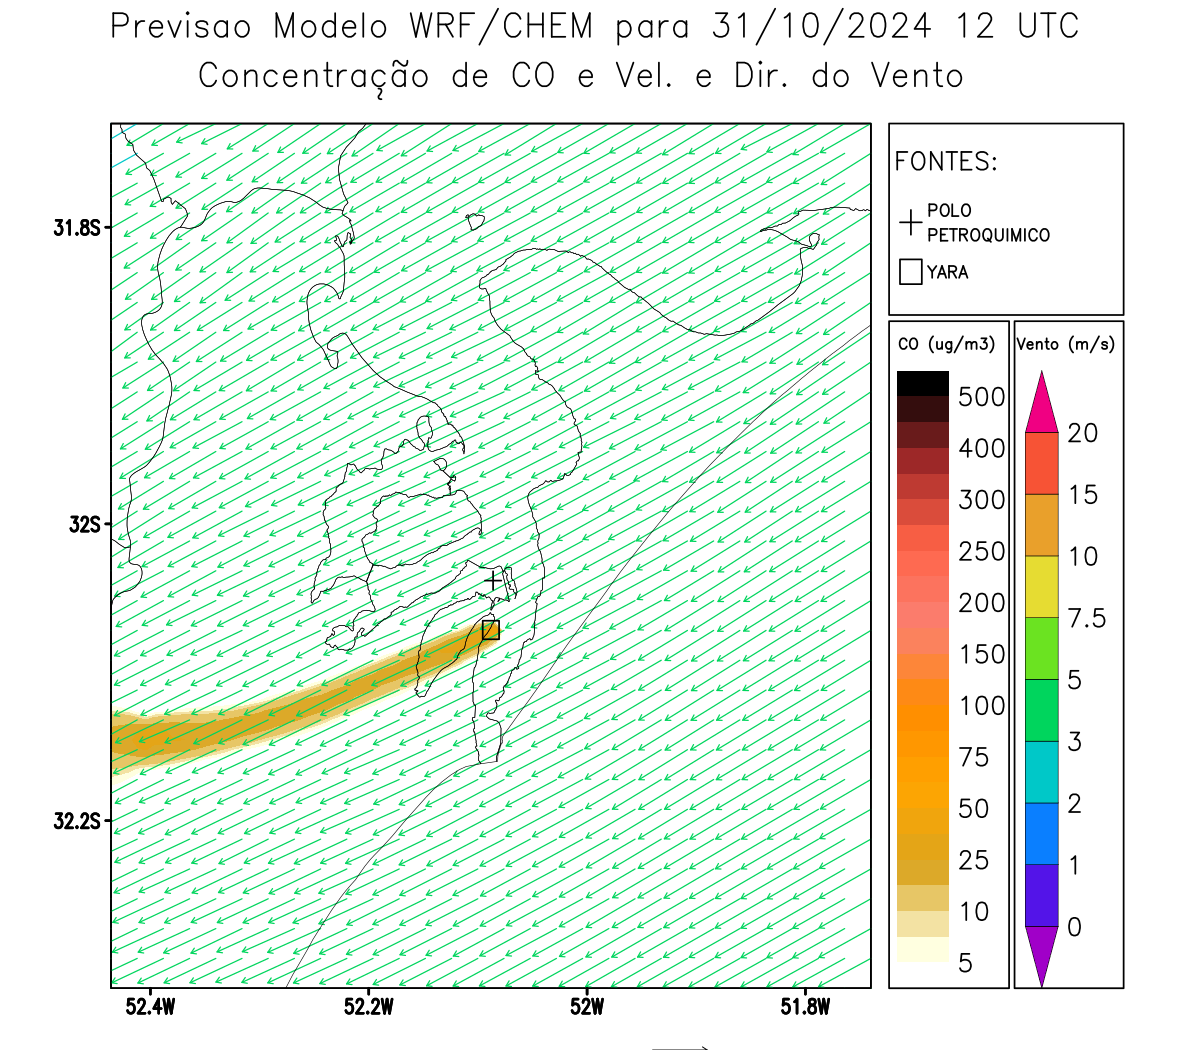 Previsao Modelo WRF/CHEM para 31/10/2024 12 UTC
Concentração de CO e Vel. e Dir. do Vento
FONTES:
POLO
PETROQUIMICO
YARA
CO (ug/m3)
500
400
300
250
200
150
100
75
50
25
10
5
Vento (m/s)
20
15
10
7.5
5
3
2
1
0
31.8S
32S
32.2S
52.4W
52.2W
52W
51.8W